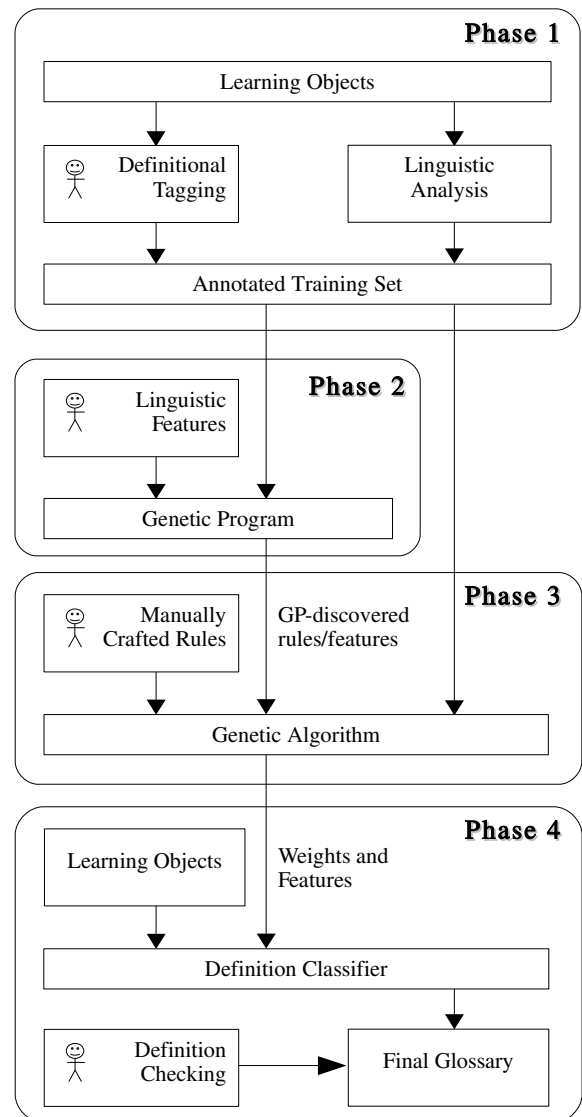 Phase 1
Learning Objects
Definitional
Tagging
Linguistic
Analysis
Annotated Training Set
Phase 2
Linguistic
Features
Genetic Program
Phase 3
Manually
Crafted Rules
GP-discovered
rules/features
Genetic Algorithm
Phase 4
Learning Objects
Weights and
Features
Definition Classifier
Definition
Checking
Final Glossary